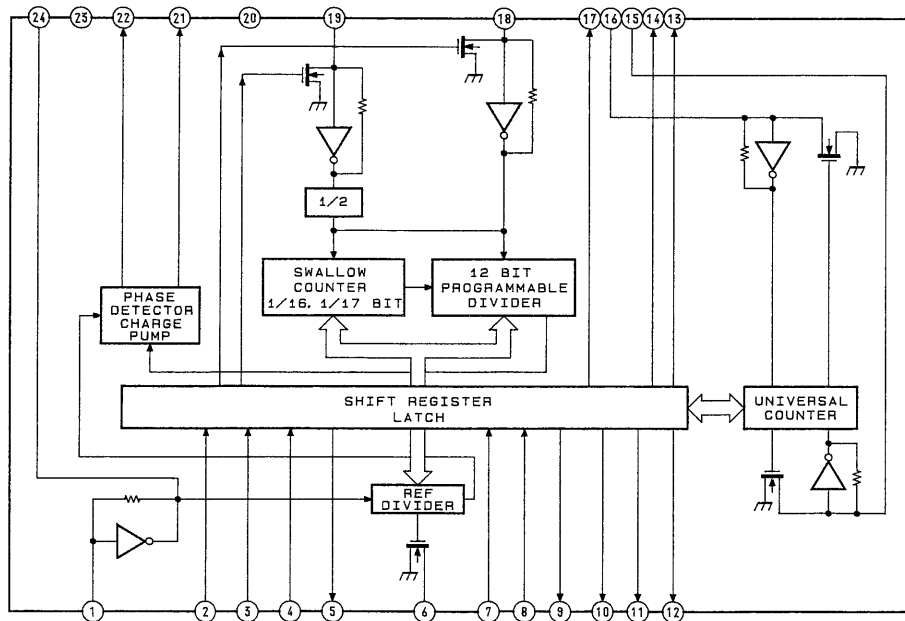 24 23 22 21 20 19 18 17 16 15 14 13
1/2
SWALLOW
COUNTER
1/16, 1/17 BIT
12 BIT
PROGRAMMABLE
DIVIDER
PHASE
DETECTOR
CHARGE
PUMP
SHIFT REGISTER
LATCH
UNIVERSAL
COUNTER
REF
DIVIDER
1 2 3 4 5 6 7 8 9 10 11 12